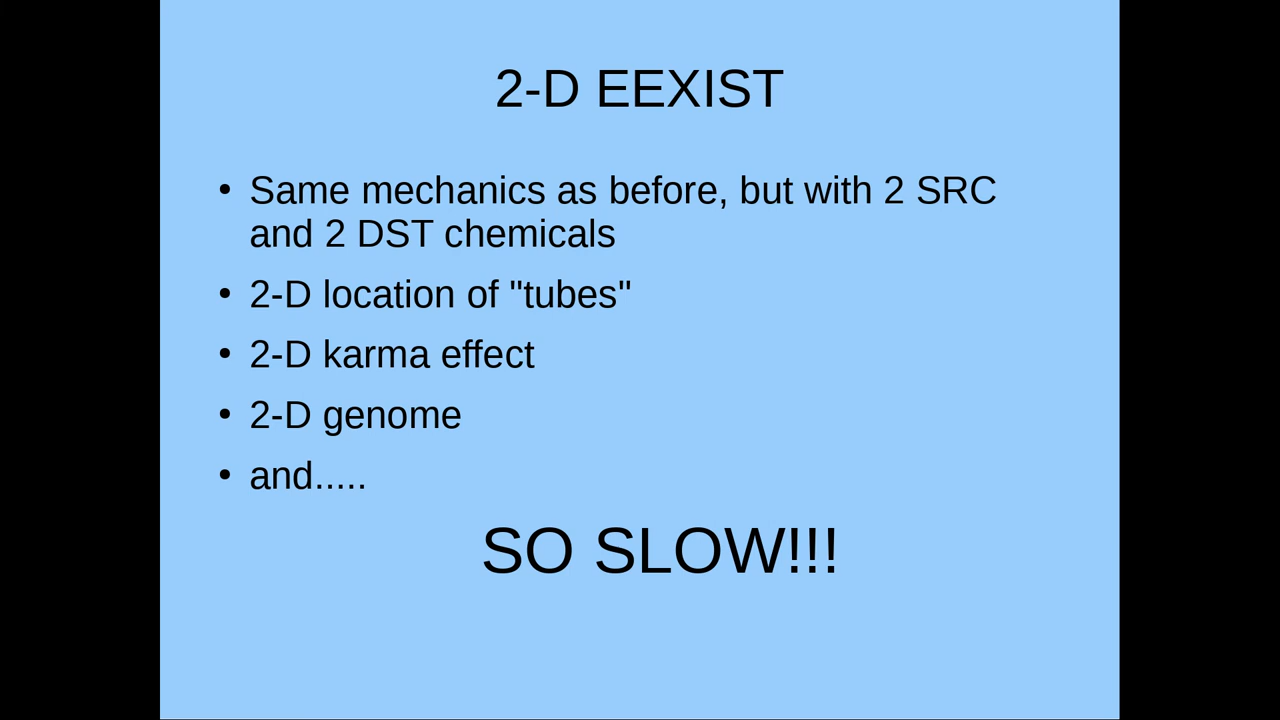 2-D EEXIST
• Same mechanics as before, but with 2 SRC
and 2 DST chemicals
• 2-D location of "tubes"
• 2-D karma effect
• 2-D genome
• and.....
SO SLOW!!!